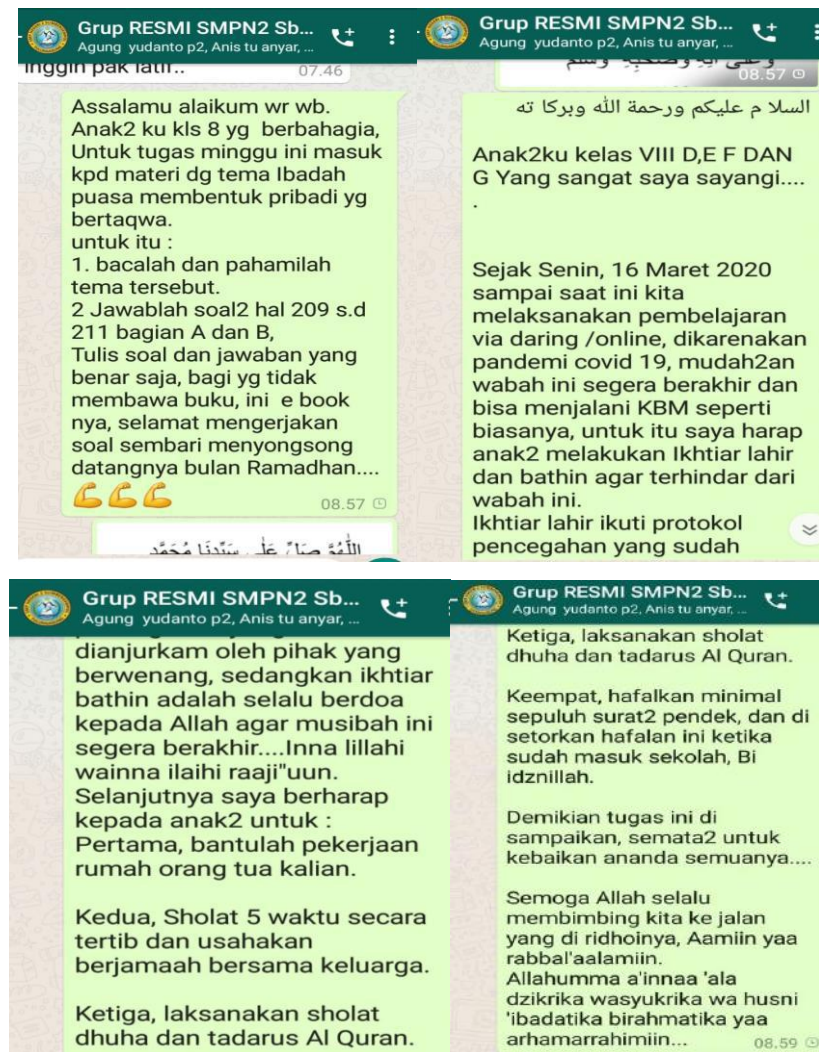 Grup RESMI SMPN2 Sb...
Agung yudanto p2, Anis tu anyar, ...
inggih pak latif..
07.46
Assalamu alaikum wr wb.
Anak2 ku kls 8 yg berbahagia,
Untuk tugas minggu ini masuk
kpd materi dg tema Ibadah
puasa membentuk pribadi yg
bertaqwa.
untuk itu :
1. bacalah dan pahamilah
tema tersebut.
2 Jawablah soal2 hal 209 s.d
211 bagian A dan B,
Tulis soal dan jawaban yang
benar saja, bagi yg tidak
membawa buku, ini e book
nya, selamat mengerjakan
soal sembari menyongsong
datangnya bulan Ramadhan....
💪💪💪
08.57
اللّٰهُمَّ صَلِّ عَلٰى سَيِّدِنَا مُحَمَّدٍ
Grup RESMI SMPN2 Sb...
Agung yudanto p2, Anis tu anyar, ...
وَعَلٰى اٰلِهِ وَصَحْبِهِ وَسَلِّمْ
08.57
السلا م عليكم ورحمة الله وبركا ته
Anak2ku kelas VIII D,E F DAN
G Yang sangat saya sayangi....
.
Sejak Senin, 16 Maret 2020
sampai saat ini kita
melaksanakan pembelajaran
via daring /online, dikarenakan
pandemi covid 19, mudah2an
wabah ini segera berakhir dan
bisa menjalani KBM seperti
biasanya, untuk itu saya harap
anak2 melakukan Ikhtiar lahir
dan bathin agar terhindar dari
wabah ini.
Ikhtiar lahir ikuti protokol
pencegahan yang sudah
Grup RESMI SMPN2 Sb...
Agung yudanto p2, Anis tu anyar, ...
dianjurkam oleh pihak yang
berwenang, sedangkan ikhtiar
bathin adalah selalu berdoa
kepada Allah agar musibah ini
segera berakhir....Inna lillahi
wainna ilaihi raaji"uun.
Selanjutnya saya berharap
kepada anak2 untuk :
Pertama, bantulah pekerjaan
rumah orang tua kalian.
Kedua, Sholat 5 waktu secara
tertib dan usahakan
berjamaah bersama keluarga.
Ketiga, laksanakan sholat
dhuha dan tadarus Al Quran.
Grup RESMI SMPN2 Sb...
Agung yudanto p2, Anis tu anyar, ...
Ketiga, laksanakan sholat
dhuha dan tadarus Al Quran.
Keempat, hafalkan minimal
sepuluh surat2 pendek, dan di
setorkan hafalan ini ketika
sudah masuk sekolah, Bi
idznillah.
Demikian tugas ini di
sampaikan, semata2 untuk
kebaikan ananda semuanya....
Semoga Allah selalu
membimbing kita ke jalan
yang di ridhoinya, Aamiin yaa
rabbal'aalamiin.
Allahumma a'innaa 'ala
dzikrika wasyukrika wa husni
'ibadatika birahmatika yaa
arhamarrahimiin...
08.59